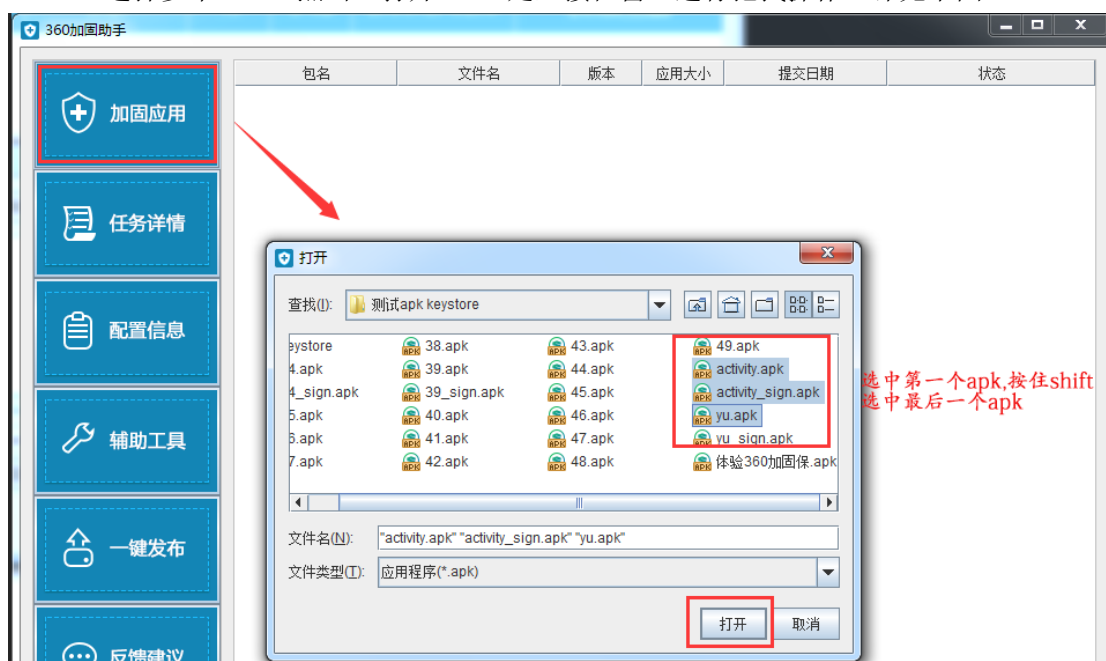 360加固助手
包名 文件名 版本 应用大小 提交日期 状态
加固应用
任务详情
配置信息
辅助工具
一键发布
反馈建议
打开
查找(I): 测试apk keystore
eystore 38.apk 43.apk 49.apk
4.apk 39.apk 44.apk activity.apk
4_sign.apk 39_sign.apk 45.apk activity_sign.apk
5.apk 40.apk 46.apk yu.apk
6.apk 41.apk 47.apk yu_sign.apk
7.apk 42.apk 48.apk 体验360加固保.apk
选中第一个apk,按住shift
选中最后一个apk
文件名(N): "activity.apk" "activity_sign.apk" "yu.apk"
文件类型(T): 应用程序(*.apk)
打开 取消